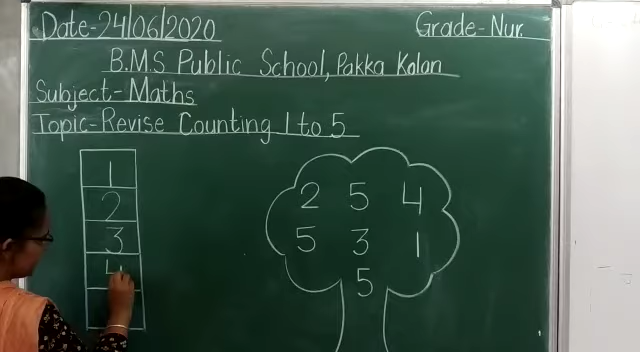 Date-24/06/2020 Grade-Nur.
B.M.S Public School, Pakka Kalan
Subject-Maths
Topic-Revise Counting 1 to 5
1
2
3
4
2 5 4
5 3 1
5